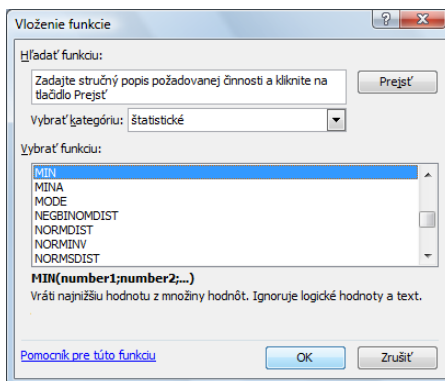 Vloženie funkcie
Hľadať funkciu:
Zadajte stručný popis požadovanej činnosti a kliknite na
tlačidlo Prejsť
Prejsť
Vybrať kategóriu: štatistické
Vybrať funkciu:
MIN
MINA
MODE
NEGBINOMDIST
NORMDIST
NORMINV
NORMSDIST
MIN(number1;number2;...)
Vráti najnižšiu hodnotu z množiny hodnôt. Ignoruje logické hodnoty a text.
Pomocník pre túto funkciu
OK
Zrušiť